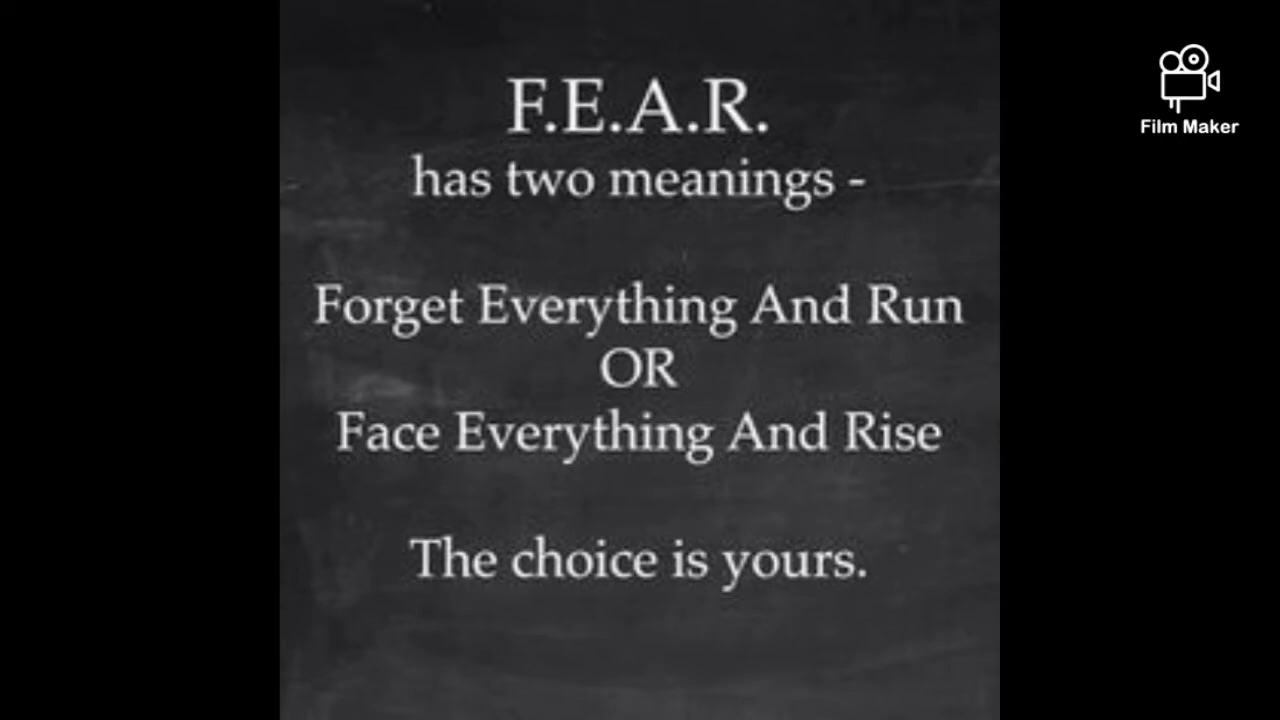 F.E.A.R.
has two meanings -
Forget Everything And Run
OR
Face Everything And Rise
The choice is yours.
Film Maker